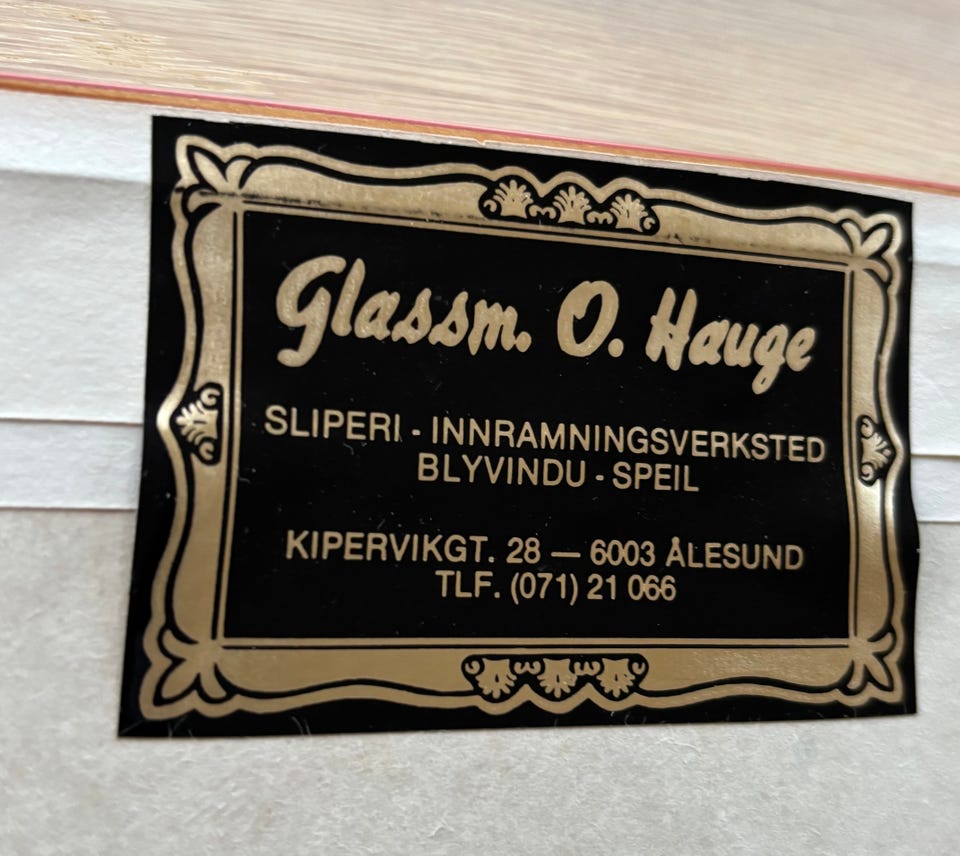 Glassm. O. Hauge
SLIPERI - INNRAMNINGSVERKSTED
BLYVINDU - SPEIL
KIPERVIKGT. 28 — 6003 ÅLESUND
TLF. (071) 21 066